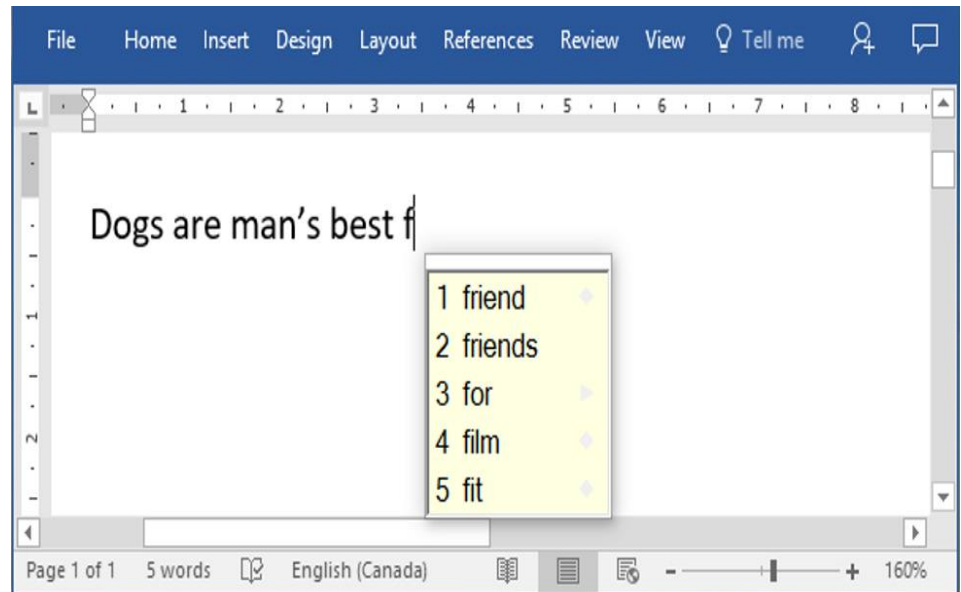 File Home Insert Design Layout References Review View Tell me
L 1 2 3 4 5 6 7 8
Dogs are man's best f
1 friend
2 friends
3 for
4 film
5 fit
1
2
Page 1 of 1 5 words English (Canada) 160%